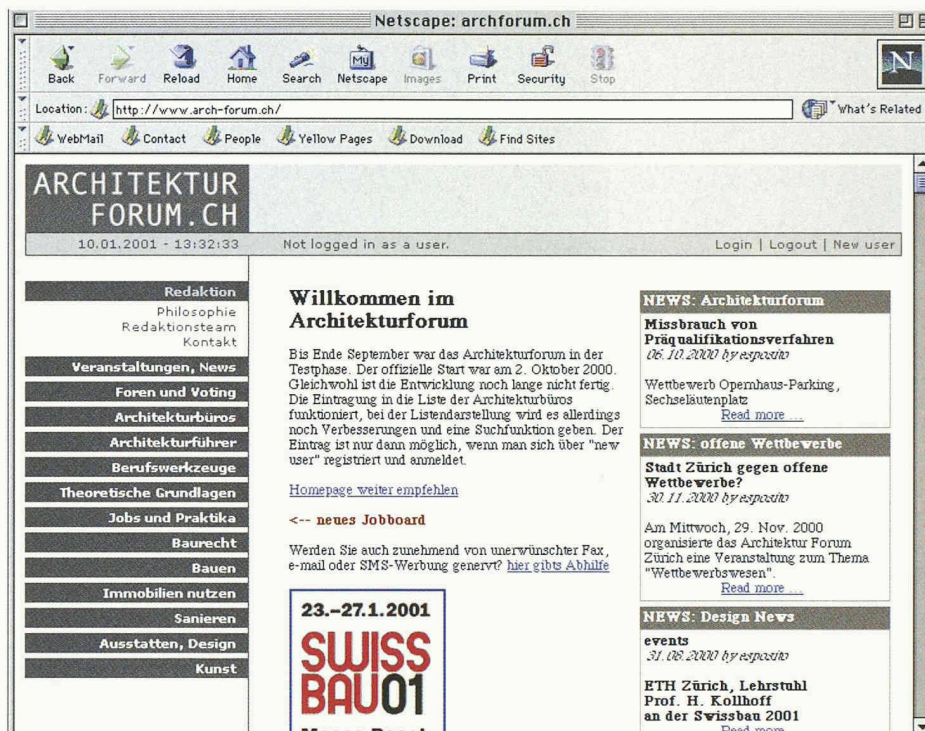 Netscape: archforum.ch
Back Forward Reload Home Search Netscape Images Print Security Stop
My
N
Location: http://www.arch-forum.ch/ What's Related
WebMail Contact People Yellow Pages Download Find Sites
ARCHITEKTUR
FORUM.CH
10.01.2001 - 13:32:33 Not logged in as a user. Login | Logout | New user
Redaktion
Philosophie
Redaktionsteam
Kontakt
Veranstaltungen, News
Foren und Voting
Architekturbüros
Architekturführer
Berufswerkzeuge
Theoretische Grundlagen
Jobs und Praktika
Baurecht
Bauen
Immobilien nutzen
Sanieren
Ausstatten, Design
Kunst
Willkommen im
Architekturforum
Bis Ende September war das Architekturforum in der
Testphase. Der offizielle Start war am 2. Oktober 2000.
Gleichwohl ist die Entwicklung noch lange nicht fertig.
Die Eintragung in die Liste der Architekturbüros
funktioniert, bei der Listendarstellung wird es allerdings
noch Verbesserungen und eine Suchfunktion geben. Der
Eintrag ist nur dann möglich, wenn man sich über "new
user" registriert und anmeldet.
Homepage weiter empfehlen
<-- neues Jobboard
Werden Sie auch zunehmend von unerwünschter Fax,
e-mail oder SMS-Werbung genervt? hier gibts Abhilfe
23.–27.1.2001
SWISS
BAU01
Messe Basel
NEWS: Architekturforum
Missbrauch von
Präqualifikationsverfahren
06.10.2000 by esposito
Wettbewerb Opernhaus-Parking,
Sechseläutenplatz
Read more ...
NEWS: offene Wettbewerbe
Stadt Zürich gegen offene
Wettbewerbe?
30.11.2000 by esposito
Am Mittwoch, 29. Nov. 2000
organisierte das Architektur Forum
Zürich eine Veranstaltung zum Thema
"Wettbewerbswesen".
Read more ...
NEWS: Design News
events
31.08.2000 by esposito
ETH Zürich, Lehrstuhl
Prof. H. Kollhoff
an der Swissbau 2001
Read more